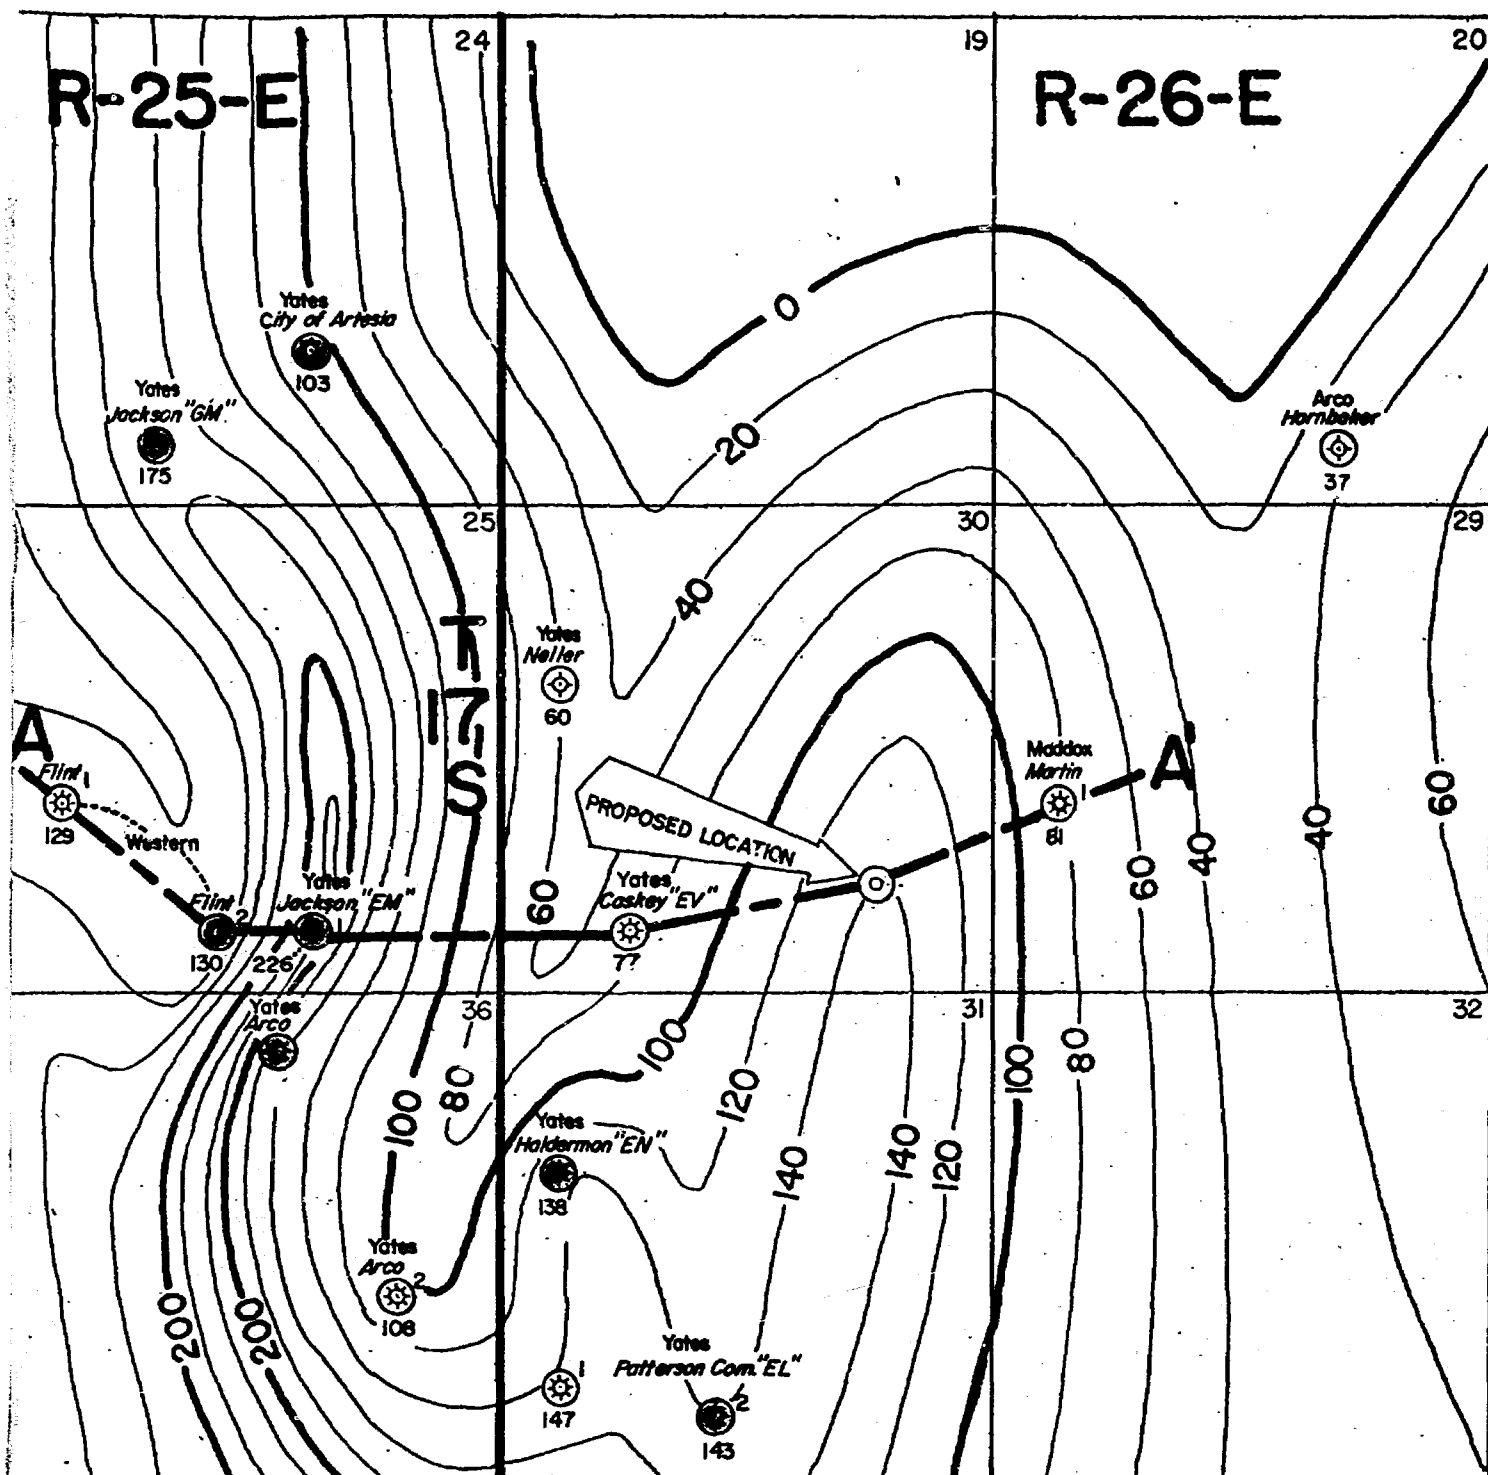 24
19
20
R-25-E
R-26-E
Yates
City of Artesia
103
0
Yates
Jackson "GM"
175
Arco
Hornbaker
37
20
25
30
29
40
T
17
S
Yates
Neller
60
A
Flint 1
129
Western
Maddox
Martin 1
81
A'
PROPOSED LOCATION
60
40
40
60
Flint 2
130
Yates
Jackson "EM"
1
226
60
Yates
Caskey "EV"
77
36
31
32
Yates
Arco
100
80
100
120
140
140
120
100
80
Yates
Halderman "EN"
138
Yates
Arco 2
108
200
200
1
147
Yates
Patterson Com. "EL"
2
143